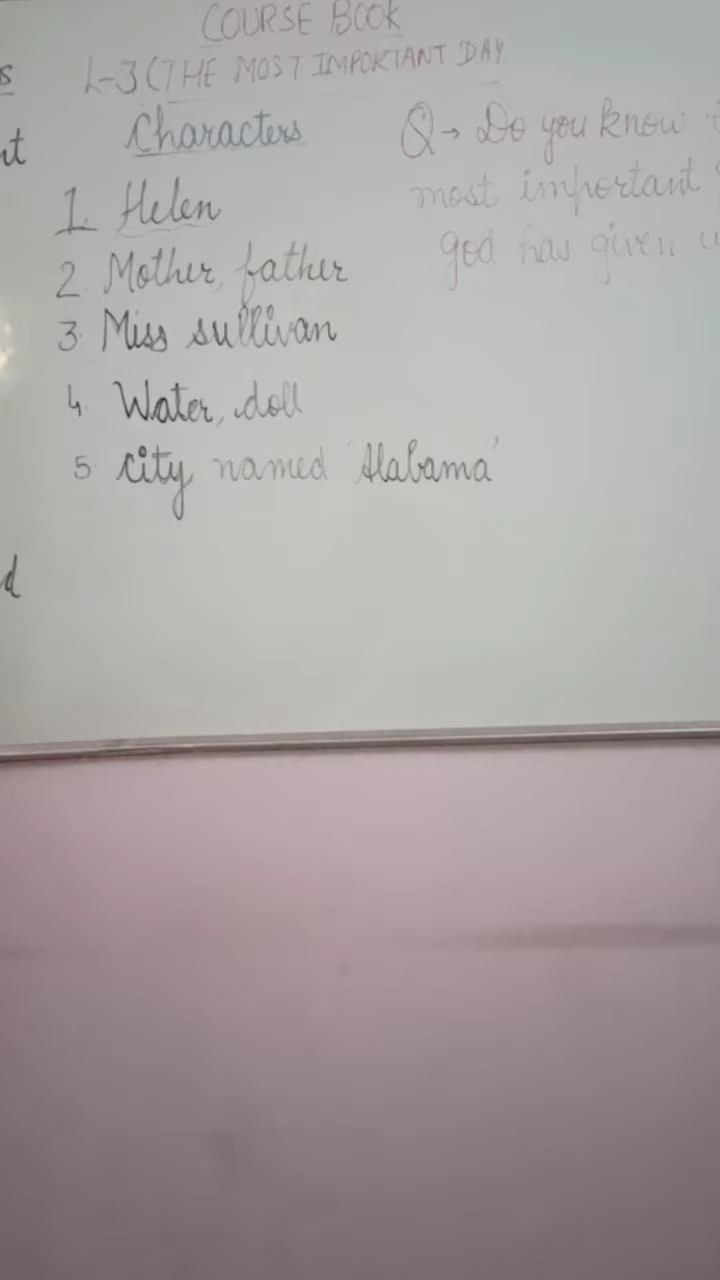 COURSE BOOK
L-3 (THE MOST IMPORTANT DAY
Characters
1. Helen
2. Mother, father
3. Miss sullivan
4. Water, doll
5 city named 'Alabama'
Q→ Do you know
most important
god has given